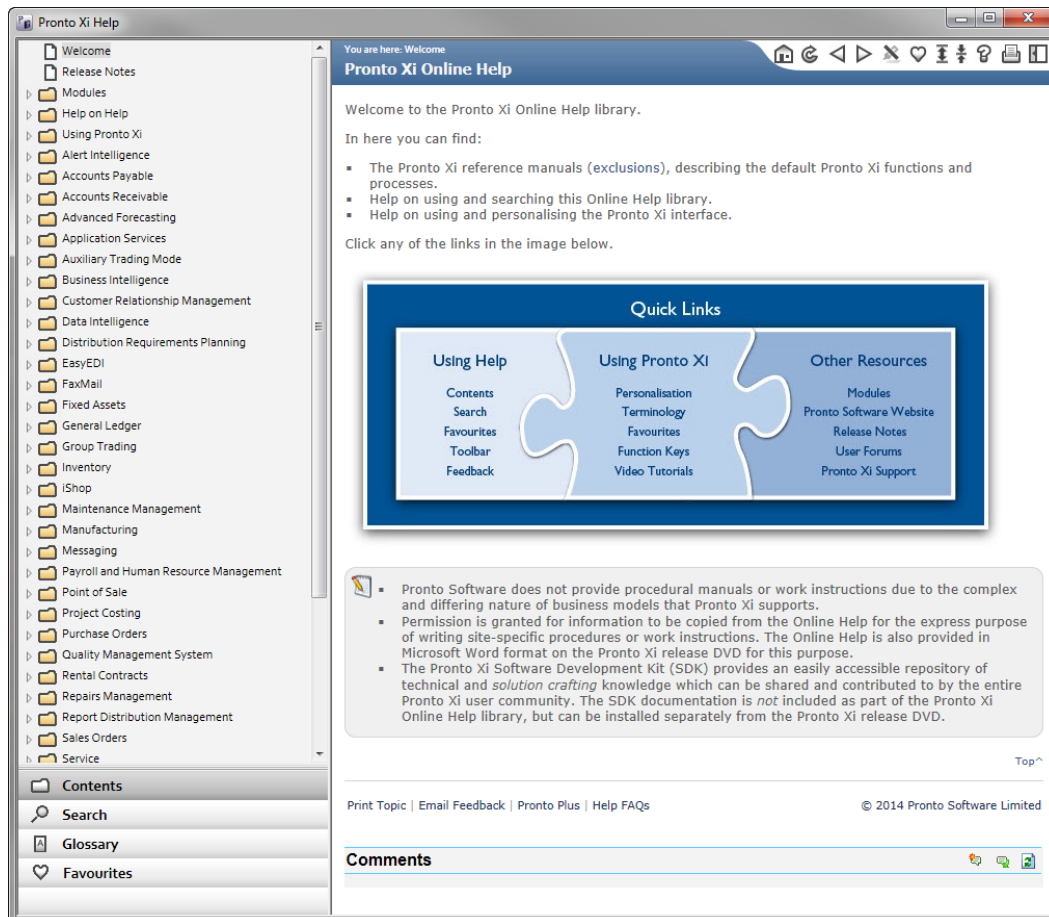 Pronto Xi Help
Welcome
Release Notes
Modules
Help on Help
Using Pronto Xi
Alert Intelligence
Accounts Payable
Accounts Receivable
Advanced Forecasting
Application Services
Auxiliary Trading Mode
Business Intelligence
Customer Relationship Management
Data Intelligence
Distribution Requirements Planning
EasyEDI
FaxMail
Fixed Assets
General Ledger
Group Trading
Inventory
iShop
Maintenance Management
Manufacturing
Messaging
Payroll and Human Resource Management
Point of Sale
Project Costing
Purchase Orders
Quality Management System
Rental Contracts
Repairs Management
Report Distribution Management
Sales Orders
Service
Contents
Search
Glossary
Favourites
You are here: Welcome
Pronto Xi Online Help
Welcome to the Pronto Xi Online Help library.
In here you can find:
▪ The Pronto Xi reference manuals (exclusions), describing the default Pronto Xi functions and
processes.
▪ Help on using and searching this Online Help library.
▪ Help on using and personalising the Pronto Xi interface.
Click any of the links in the image below.
Quick Links
Using Help
Contents
Search
Favourites
Toolbar
Feedback
Using Pronto Xi
Personalisation
Terminology
Favourites
Function Keys
Video Tutorials
Other Resources
Modules
Pronto Software Website
Release Notes
User Forums
Pronto Xi Support
▪ Pronto Software does not provide procedural manuals or work instructions due to the complex
and differing nature of business models that Pronto Xi supports.
▪ Permission is granted for information to be copied from the Online Help for the express purpose
of writing site-specific procedures or work instructions. The Online Help is also provided in
Microsoft Word format on the Pronto Xi release DVD for this purpose.
▪ The Pronto Xi Software Development Kit (SDK) provides an easily accessible repository of
technical and solution crafting knowledge which can be shared and contributed to by the entire
Pronto Xi user community. The SDK documentation is not included as part of the Pronto Xi
Online Help library, but can be installed separately from the Pronto Xi release DVD.
Top^
Print Topic | Email Feedback | Pronto Plus | Help FAQs
© 2014 Pronto Software Limited
Comments